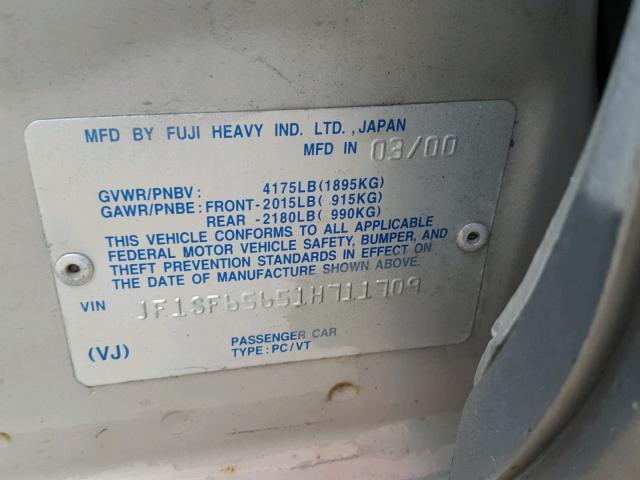 MFD BY FUJI HEAVY IND. LTD., JAPAN
MFD IN 03/00
GVWR/PNBV: 4175LB(1895KG)
GAWR/PNBE: FRONT-2015LB( 915KG)
REAR -2180LB( 990KG)
THIS VEHICLE CONFORMS TO ALL APPLICABLE
FEDERAL MOTOR VEHICLE SAFETY, BUMPER, AND
THEFT PREVENTION STANDARDS IN EFFECT ON
THE DATE OF MANUFACTURE SHOWN ABOVE.
VIN JF1SF65651H711709
PASSENGER CAR
(VJ) TYPE: PC/VT